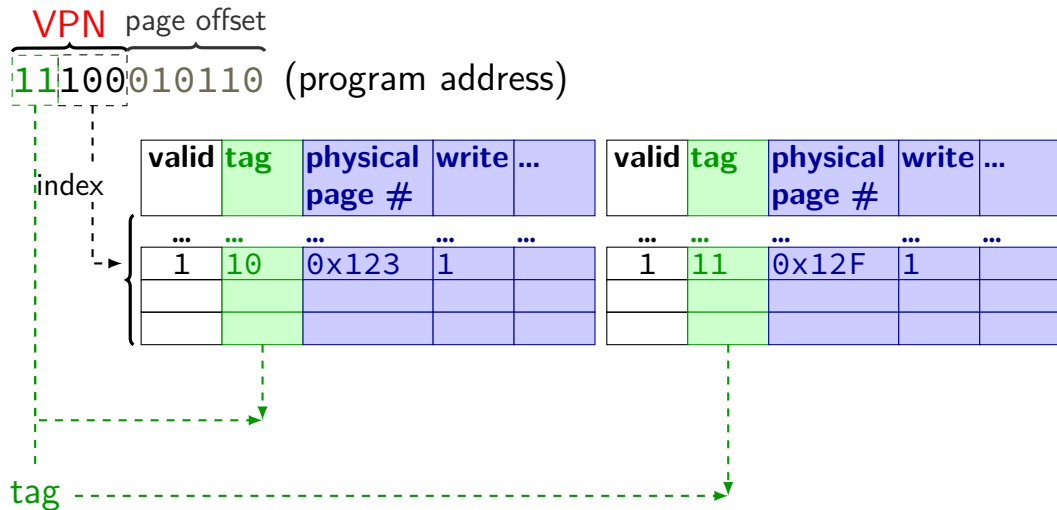 VPN page offset
11100010110 (program address)
valid tag physical page # write ... valid tag physical page # write ...
index
... ... ... ... ... ... ... ... ... ...
1 10 0x123 1 1 11 0x12F 1
tag